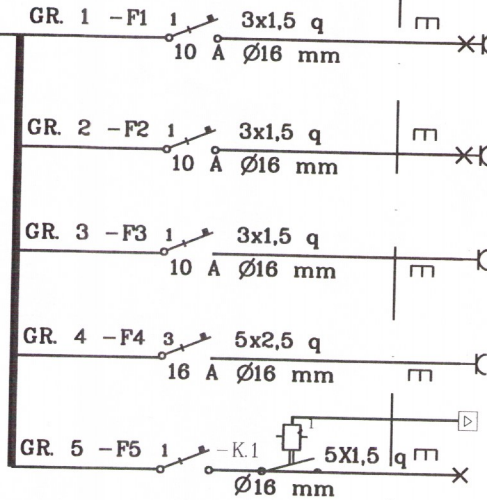 GR. 1 -F1 1 3x1,5 q
10 A Ø16 mm
GR. 2 -F2 1 3x1,5 q
10 A Ø16 mm
GR. 3 -F3 1 3x1,5 q
10 A Ø16 mm
GR. 4 -F4 3 5x2,5 q
16 A Ø16 mm
1
GR. 5 -F5 1 -K.1 5X1,5 q
Ø16 mm